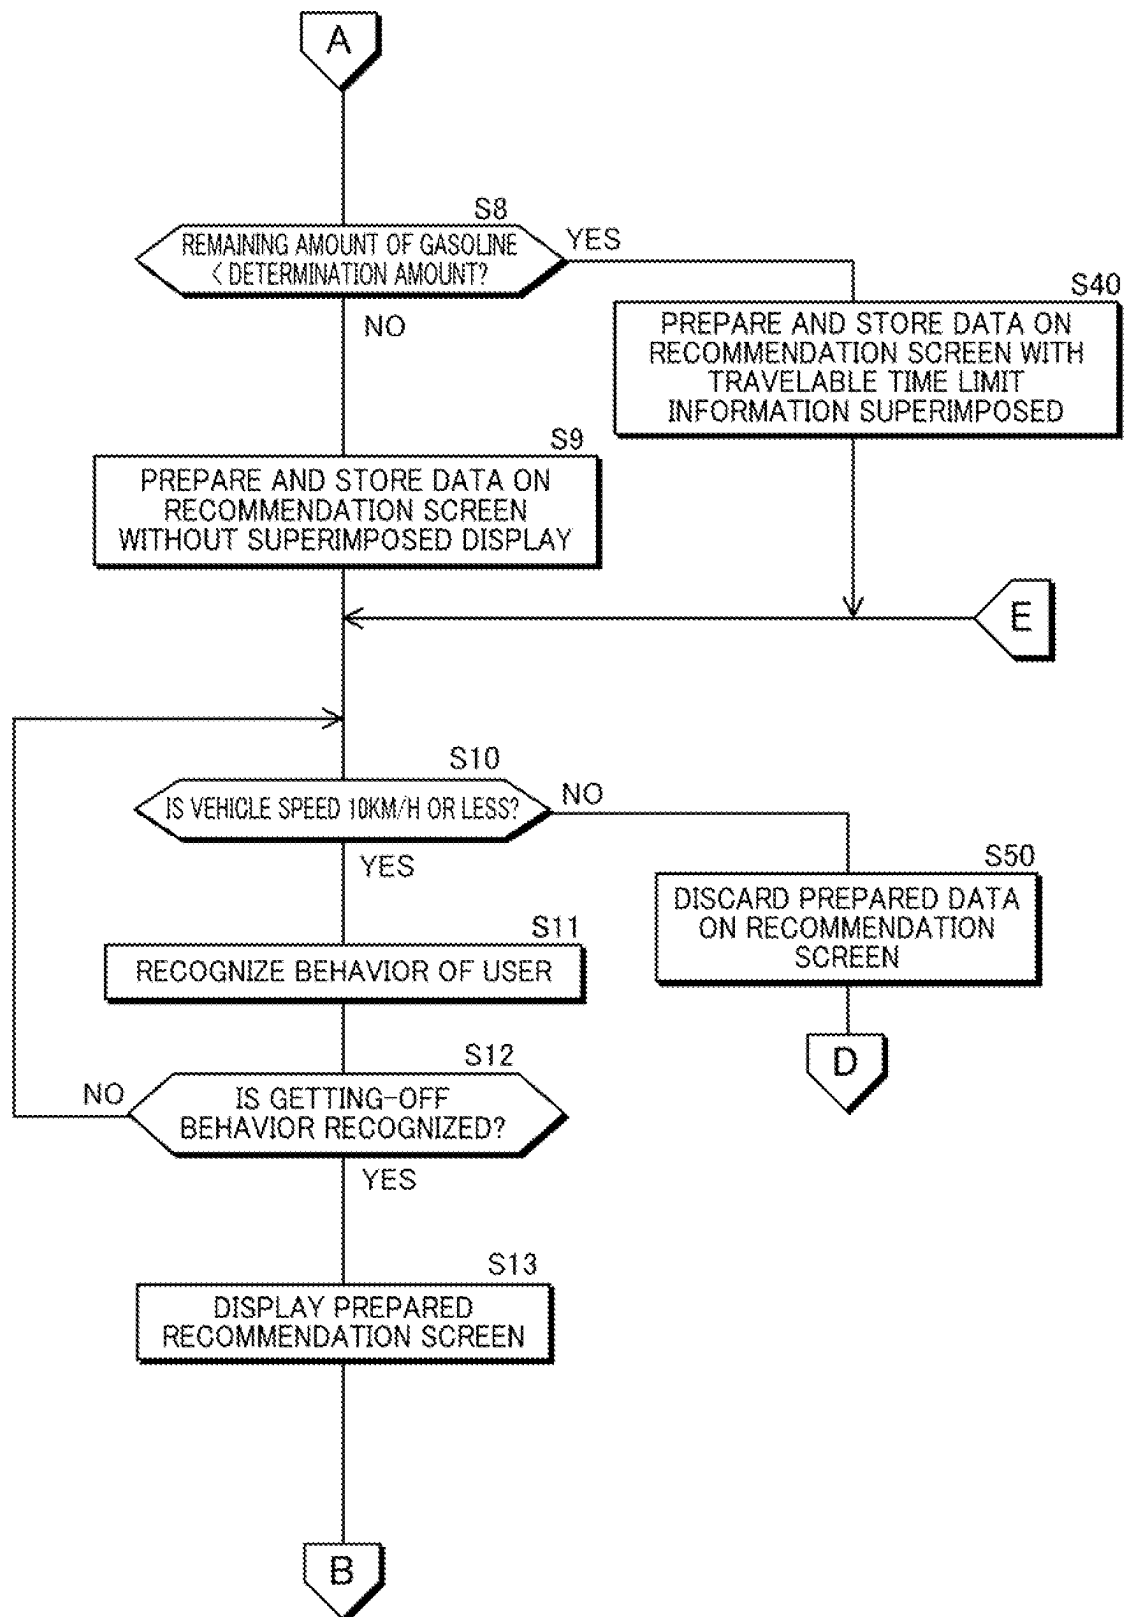 A
S8
REMAINING AMOUNT OF GASOLINE
< DETERMINATION AMOUNT?
YES
NO
S40
PREPARE AND STORE DATA ON
RECOMMENDATION SCREEN WITH
TRAVELABLE TIME LIMIT
INFORMATION SUPERIMPOSED
S9
PREPARE AND STORE DATA ON
RECOMMENDATION SCREEN
WITHOUT SUPERIMPOSED DISPLAY
E
S10
IS VEHICLE SPEED 10KM/H OR LESS?
NO
YES
S50
DISCARD PREPARED DATA
ON RECOMMENDATION
SCREEN
D
S11
RECOGNIZE BEHAVIOR OF USER
S12
NO
IS GETTING-OFF
BEHAVIOR RECOGNIZED?
YES
S13
DISPLAY PREPARED
RECOMMENDATION SCREEN
B